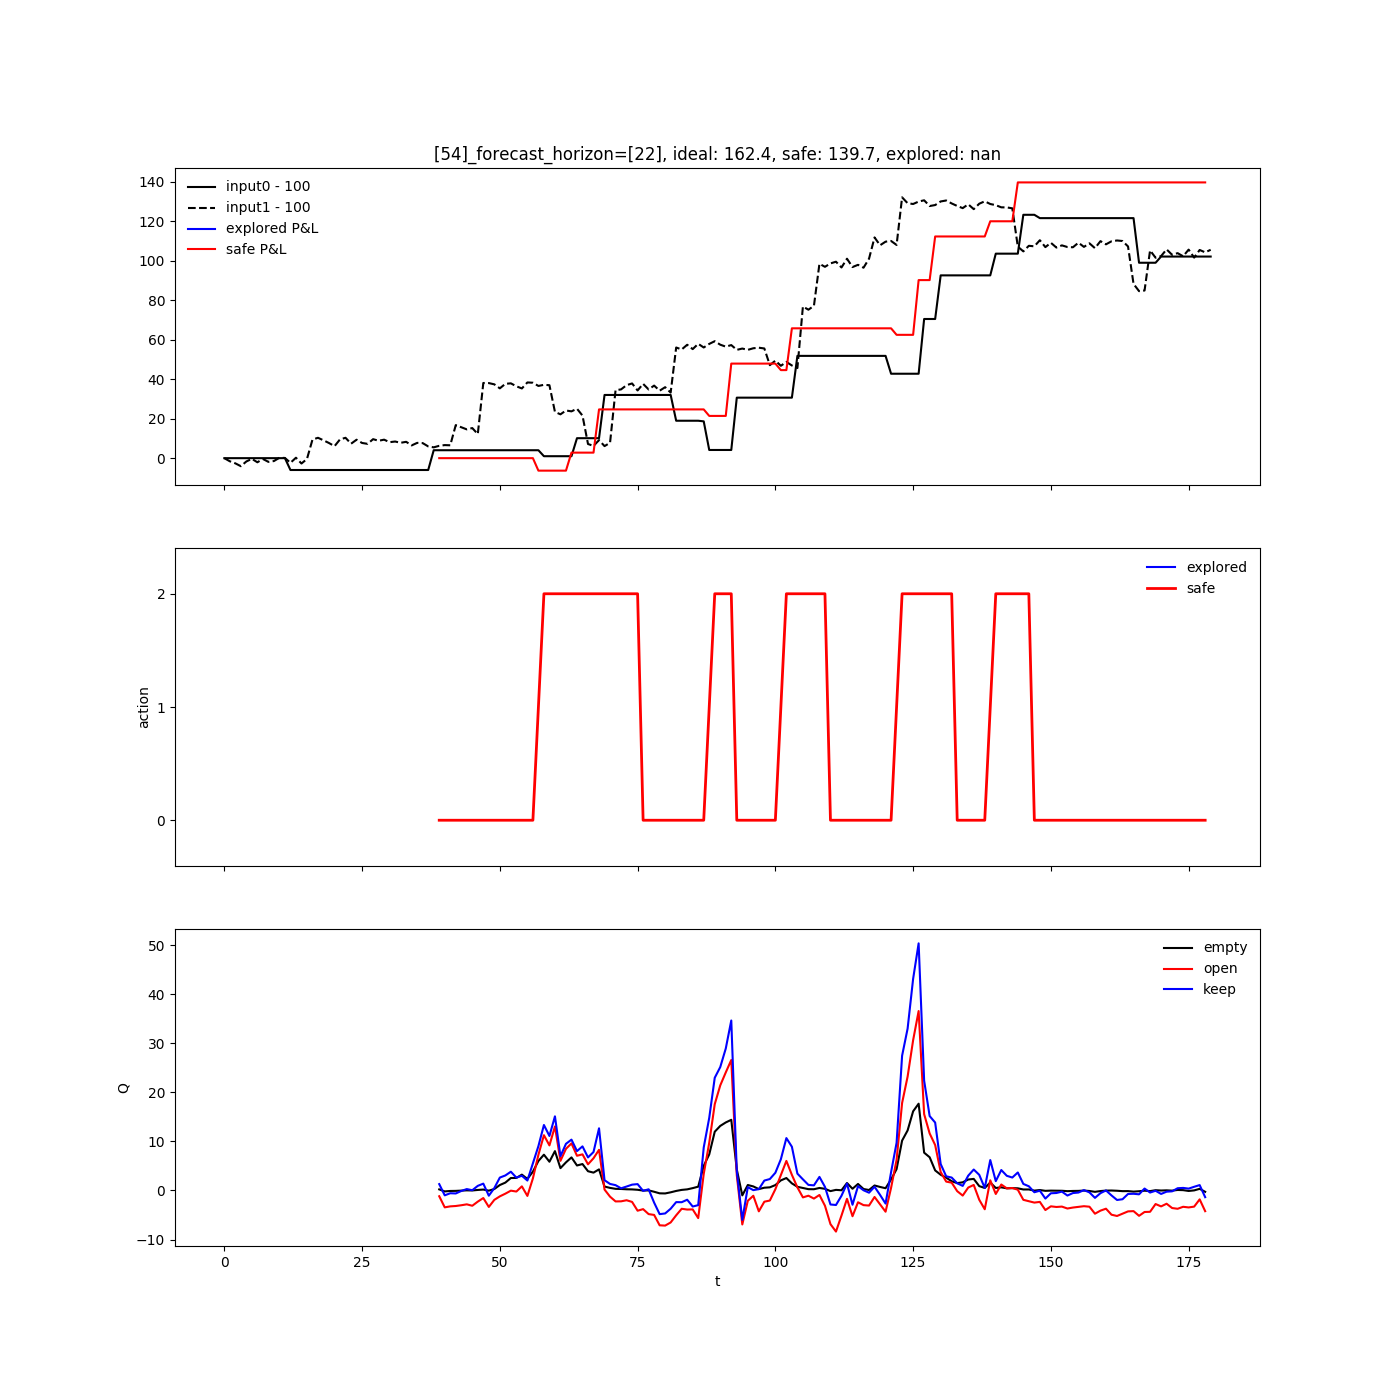 [54]_forecast_horizon=[22], ideal: 162.4, safe: 139.7, explored: nan
140
120
100
80
60
40
20
0
input0 - 100
input1 - 100
explored P&L
safe P&L
action
2
1
0
explored
safe
Q
50
40
30
20
10
0
−10
empty
open
keep
0
25
50
75
100
125
150
175
t